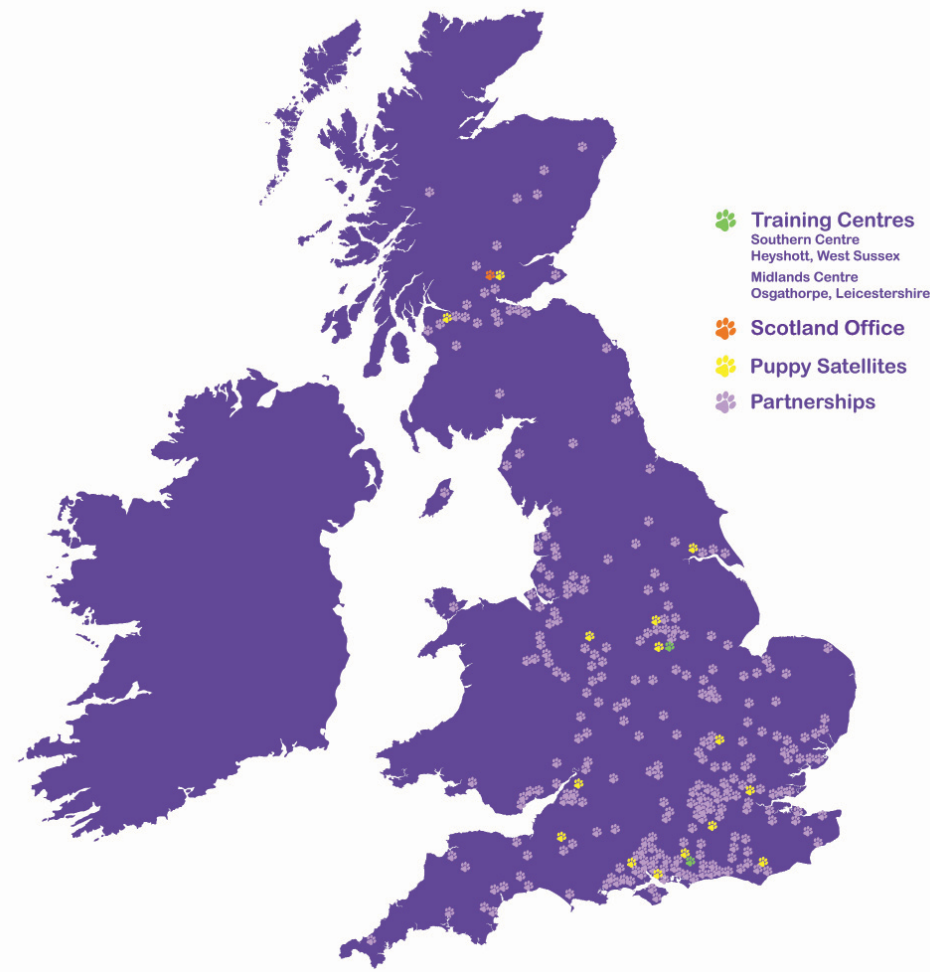 Training Centres
Southern Centre
Heyshott, West Sussex
Midlands Centre
Osgathorpe, Leicestershire
Scotland Office
Puppy Satellites
Partnerships